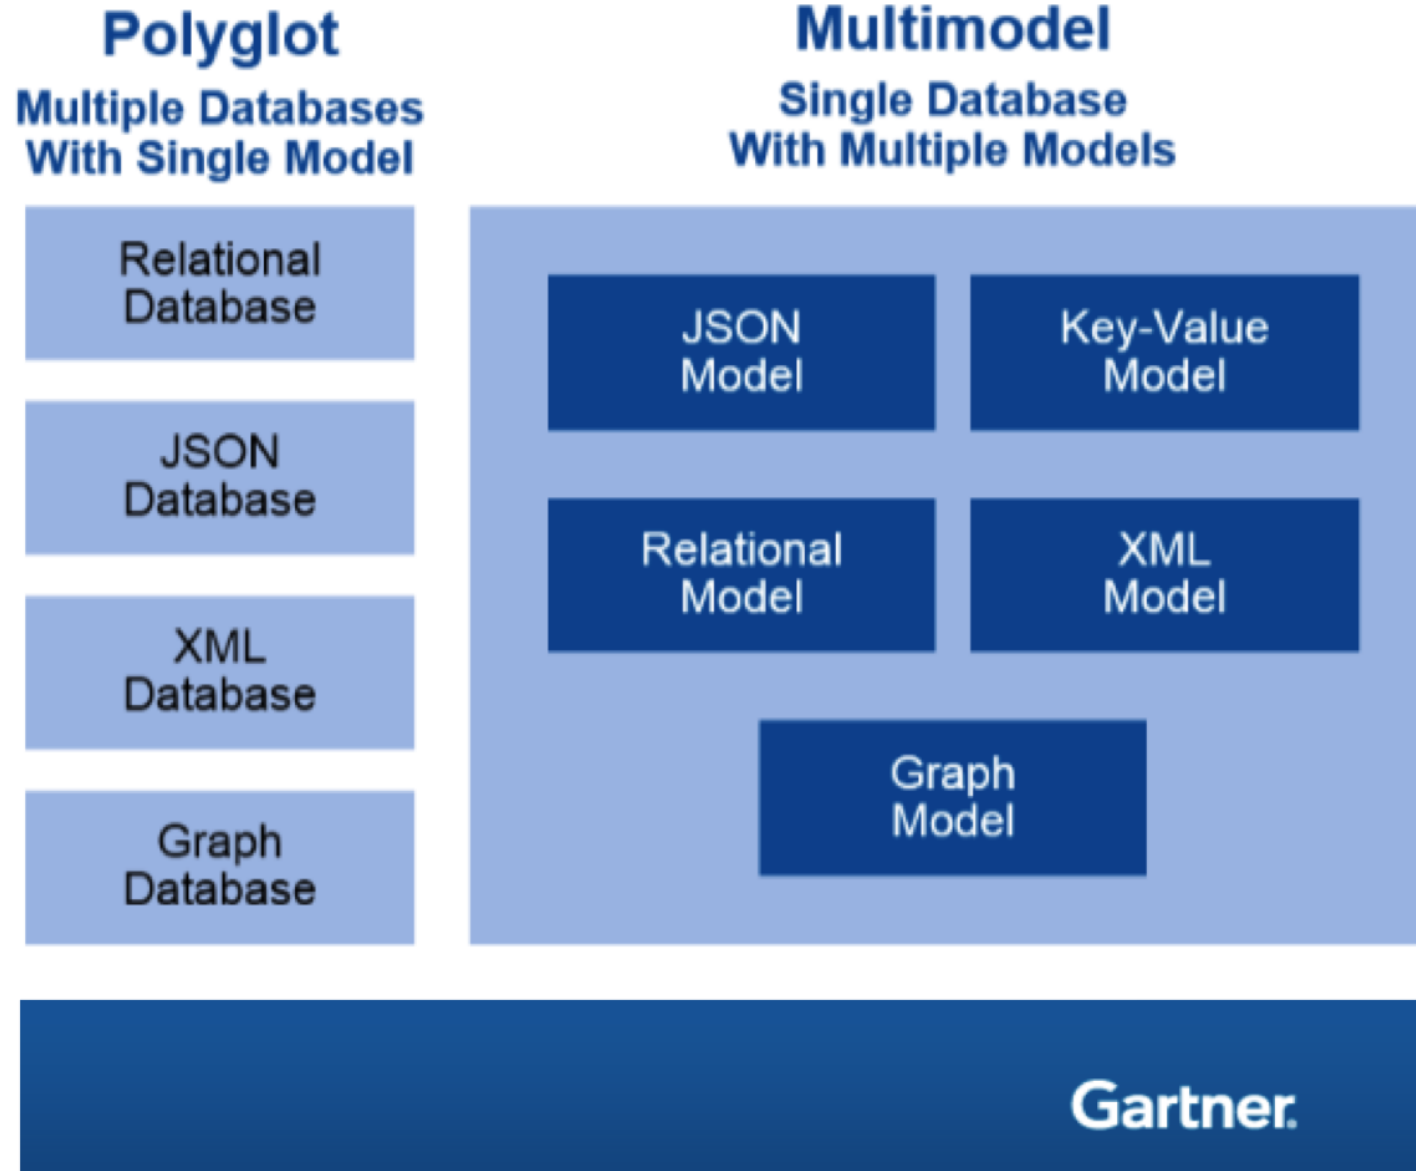 Polyglot
Multiple Databases
With Single Model
Relational
Database
JSON
Database
XML
Database
Graph
Database
Multimodel
Single Database
With Multiple Models
JSON
Model
Key-Value
Model
Relational
Model
XML
Model
Graph
Model
Gartner.